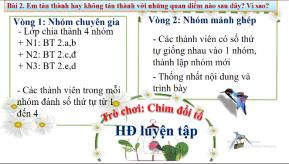 Bài 2. Em tán thành hay không tán thành với những quan điểm nào sau đây? Vì sao?
Vòng 1: Nhóm chuyên gia
- Lớp chia thành 4 nhóm
+ N1: BT 2.a,b
+ N2: BT 2.c,d
+ N3: BT 2.e,d
- Các thành viên trong mỗi nhóm đánh số thứ tự từ 1 đến 4
Vòng 2: Nhóm mảnh ghép
- Các thành viên có số thứ tự giống nhau vào 1 nhóm, thành lập nhóm mới
- Thống nhất nội dung và trình bày
Trò chơi: Chim đổi tổ
HĐ luyện tập